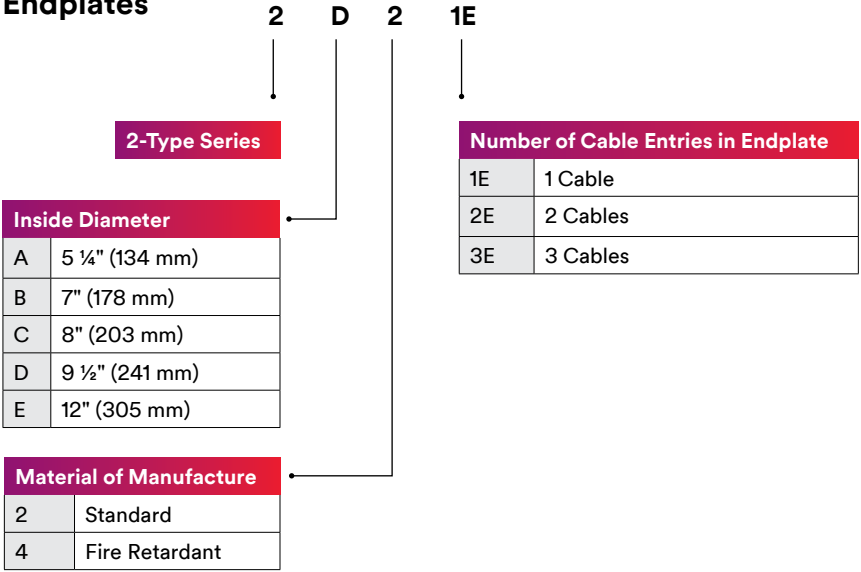 Endplates
2 D 2 1E
2-Type Series
Number of Cable Entries in Endplate
1E 1 Cable
2E 2 Cables
3E 3 Cables
Inside Diameter
A 5 ¼" (134 mm)
B 7" (178 mm)
C 8" (203 mm)
D 9 ½" (241 mm)
E 12" (305 mm)
Material of Manufacture
2 Standard
4 Fire Retardant